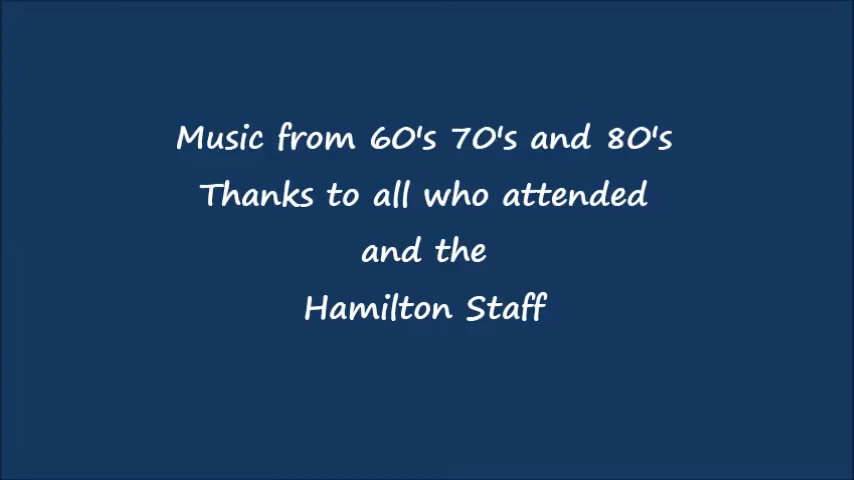 Music from 60's 70's and 80's
Thanks to all who attended
and the
Hamilton Staff